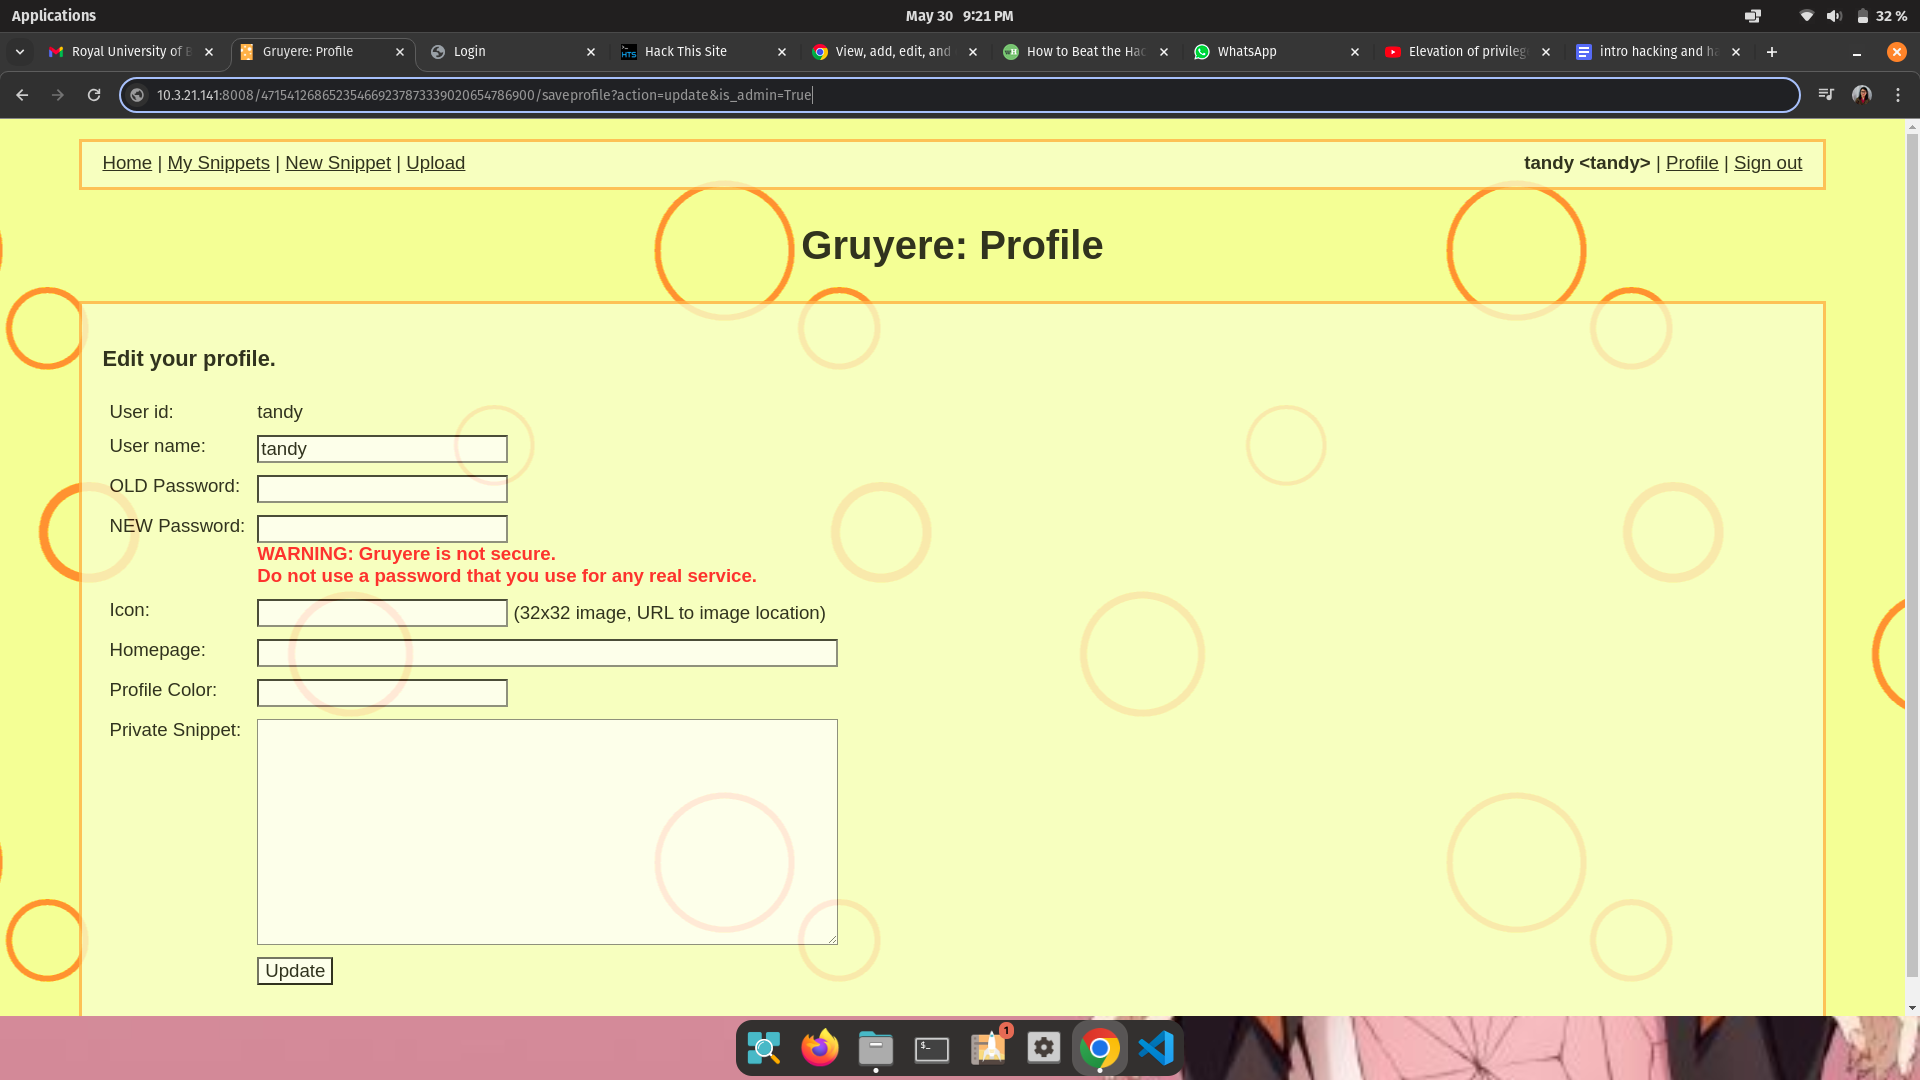 Applications
May 30 9:21 PM
32 %
Royal University of B
Gruyere: Profile
Login
Hack This Site
View, add, edit, and
How to Beat the Hac
WhatsApp
Elevation of privileg
intro hacking and ha
10.3.21.141:8008/471541268652354669237873339020654786900/saveprofile?action=update&is_admin=True
Home | My Snippets | New Snippet | Upload
tandy <tandy> | Profile | Sign out
Gruyere: Profile
Edit your profile.
User id: tandy
User name: tandy
OLD Password:
NEW Password:
WARNING: Gruyere is not secure.
Do not use a password that you use for any real service.
Icon: (32x32 image, URL to image location)
Homepage:
Profile Color:
Private Snippet:
Update
1